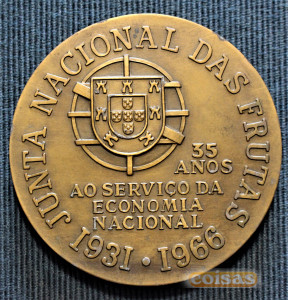 JUNTA NACIONAL DAS FRUTAS
35
ANOS
AO SERVIÇO DA
ECONOMIA
NACIONAL
1931 · 1966
coisas